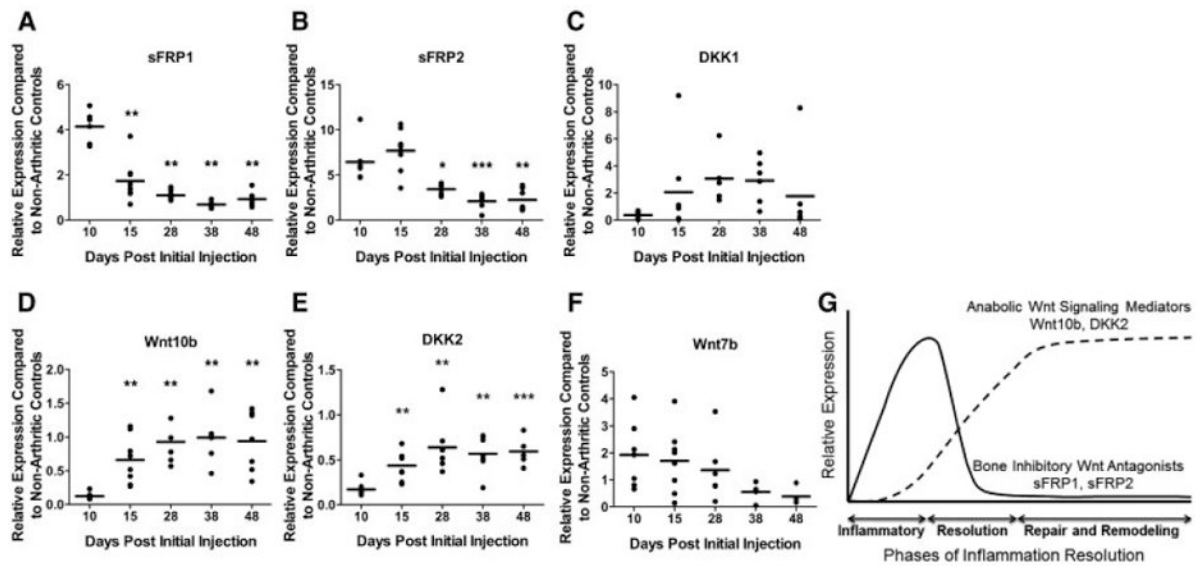 A
sFRP1
Relative Expression Compared
to Non-Arthritic Controls
6
4
2
0
**
**
**
**
10 15 28 38 48
Days Post Initial Injection
B
sFRP2
Relative Expression Compared
to Non-Arthritic Controls
15
10
5
0
*
***
**
10 15 28 38 48
Days Post Initial Injection
C
DKK1
Relative Expression Compared
to Non-Arthritic Controls
10
8
6
4
2
0
10 15 28 38 48
Days Post Initial Injection
D
Wnt10b
Relative Expression Compared
to Non-Arthritic Controls
2.0
1.5
1.0
0.5
0.0
**
**
**
**
10 15 28 38 48
Days Post Initial Injection
E
DKK2
Relative Expression Compared
to Non-Arthritic Controls
1.5
1.0
0.5
0.0
**
**
**
***
10 15 28 38 48
Days Post Initial Injection
F
Wnt7b
Relative Expression Compared
to Non-Arthritic Controls
5
4
3
2
1
0
10 15 28 38 48
Days Post Initial Injection
G
Anabolic Wnt Signaling Mediators
Wnt10b, DKK2
Relative Expression
Bone Inhibitory Wnt Antagonists
sFRP1, sFRP2
Inflammatory Resolution Repair and Remodeling
Phases of Inflammation Resolution